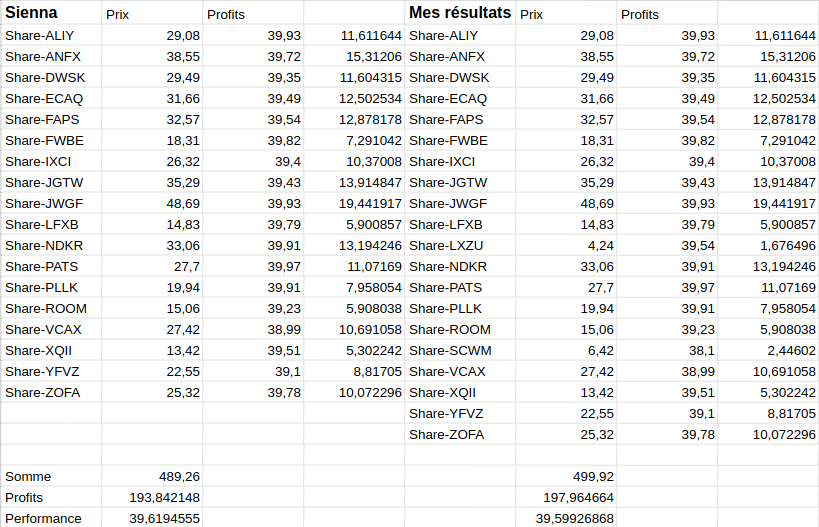 Sienna Prix Profits Mes résultats Prix Profits
Share-ALIY 29,08 39,93 11,611644 Share-ALIY 29,08 39,93 11,611644
Share-ANFX 38,55 39,72 15,31206 Share-ANFX 38,55 39,72 15,31206
Share-DWSK 29,49 39,35 11,604315 Share-DWSK 29,49 39,35 11,604315
Share-ECAQ 31,66 39,49 12,502534 Share-ECAQ 31,66 39,49 12,502534
Share-FAPS 32,57 39,54 12,878178 Share-FAPS 32,57 39,54 12,878178
Share-FWBE 18,31 39,82 7,291042 Share-FWBE 18,31 39,82 7,291042
Share-IXCI 26,32 39,4 10,37008 Share-IXCI 26,32 39,4 10,37008
Share-JGTW 35,29 39,43 13,914847 Share-JGTW 35,29 39,43 13,914847
Share-JWGF 48,69 39,93 19,441917 Share-JWGF 48,69 39,93 19,441917
Share-LFXB 14,83 39,79 5,900857 Share-LFXB 14,83 39,79 5,900857
Share-NDKR 33,06 39,91 13,194246 Share-LXZU 4,24 39,54 1,676496
Share-PATS 27,7 39,97 11,07169 Share-NDKR 33,06 39,91 13,194246
Share-PLLK 19,94 39,91 7,958054 Share-PATS 27,7 39,97 11,07169
Share-ROOM 15,06 39,23 5,908038 Share-PLLK 19,94 39,91 7,958054
Share-VCAX 27,42 38,99 10,691058 Share-ROOM 15,06 39,23 5,908038
Share-XQII 13,42 39,51 5,302242 Share-SCWM 6,42 38,1 2,44602
Share-YFVZ 22,55 39,1 8,81705 Share-VCAX 27,42 38,99 10,691058
Share-ZOFA 25,32 39,78 10,072296 Share-XQII 13,42 39,51 5,302242
Share-YFVZ 22,55 39,1 8,81705
Share-ZOFA 25,32 39,78 10,072296
Somme 489,26 499,92
Profits 193,842148 197,964664
Performance 39,6194555 39,59926868